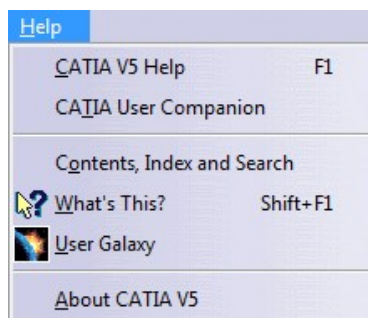 Help
CATIA V5 Help F1
CATIA User Companion
Contents, Index and Search
What's This? Shift+F1
User Galaxy
About CATIA V5